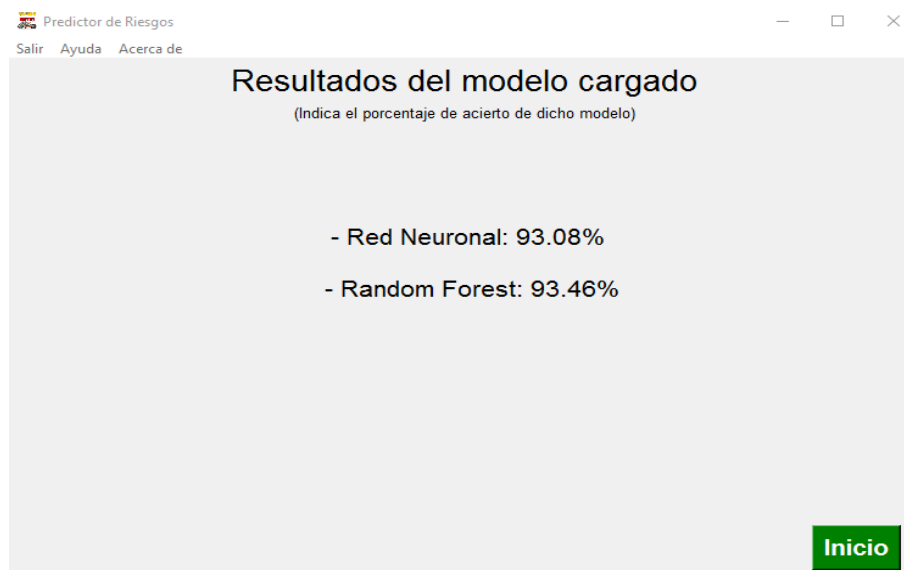 Predictor de Riesgos
Salir Ayuda Acerca de
Resultados del modelo cargado
(Indica el porcentaje de acierto de dicho modelo)
- Red Neuronal: 93.08%
- Random Forest: 93.46%
Inicio